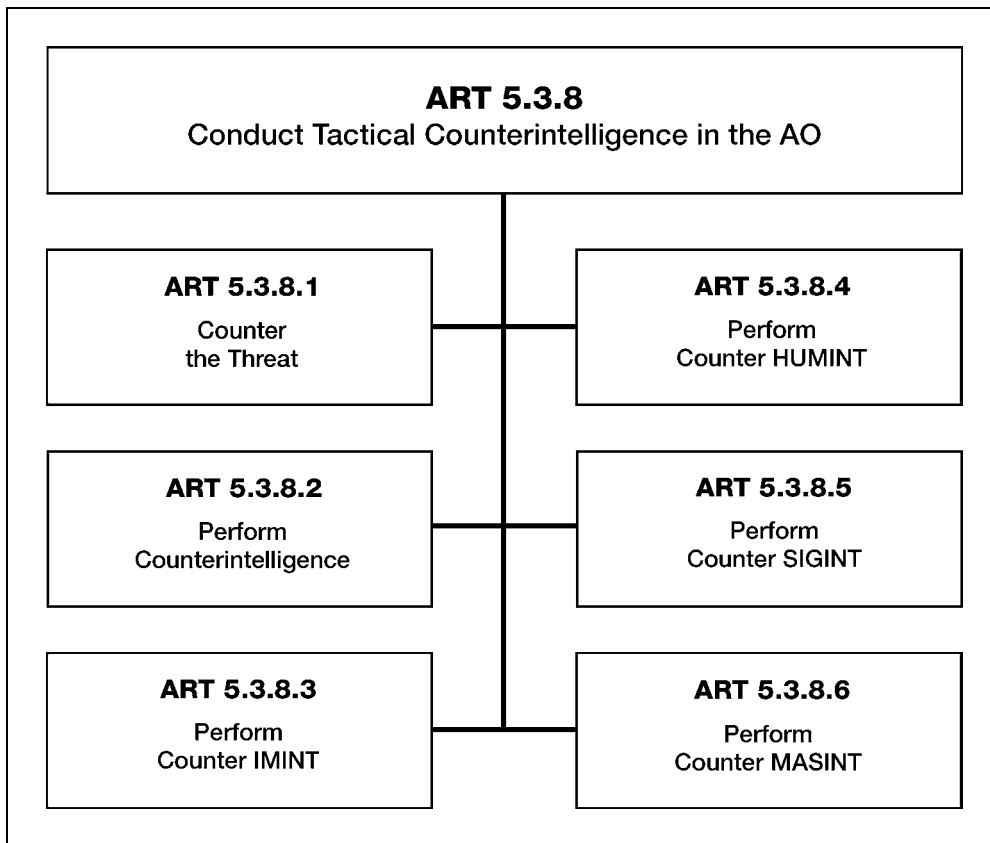 ART 5.3.8
Conduct Tactical Counterintelligence in the AO
ART 5.3.8.1
Counter
the Threat
ART 5.3.8.4
Perform
Counter HUMINT
ART 5.3.8.2
Perform
Counterintelligence
ART 5.3.8.5
Perform
Counter SIGINT
ART 5.3.8.3
Perform
Counter IMINT
ART 5.3.8.6
Perform
Counter MASINT